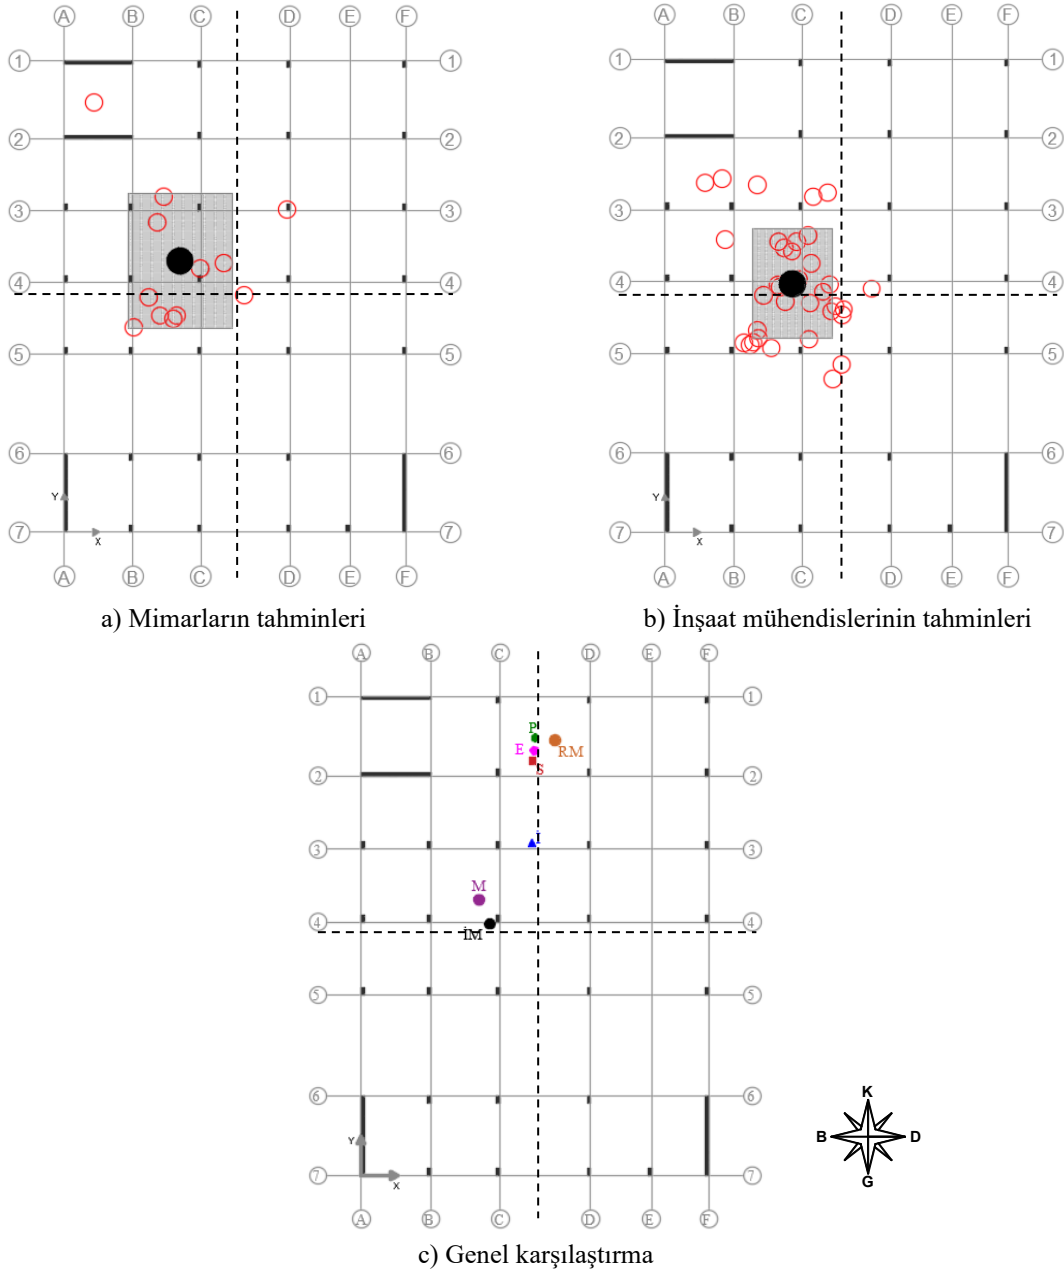 A B C D E F
1 1
2 2
3 3
4 4
5 5
6 6
Y
7 X 7
A B C D E F
a) Mimarların tahminleri
A B C D E F
1 1
2 2
3 3
4 4
5 5
6 6
Y
7 X 7
A B C D E F
b) İnşaat mühendislerinin tahminleri
A B C D E F
1 1
P
E RM
S
2 2
İ
3 3
M
4 4
İM
5 5
6 6
Y
7 X 7
A B C D E F
K
B D
G
c) Genel karşılaştırma